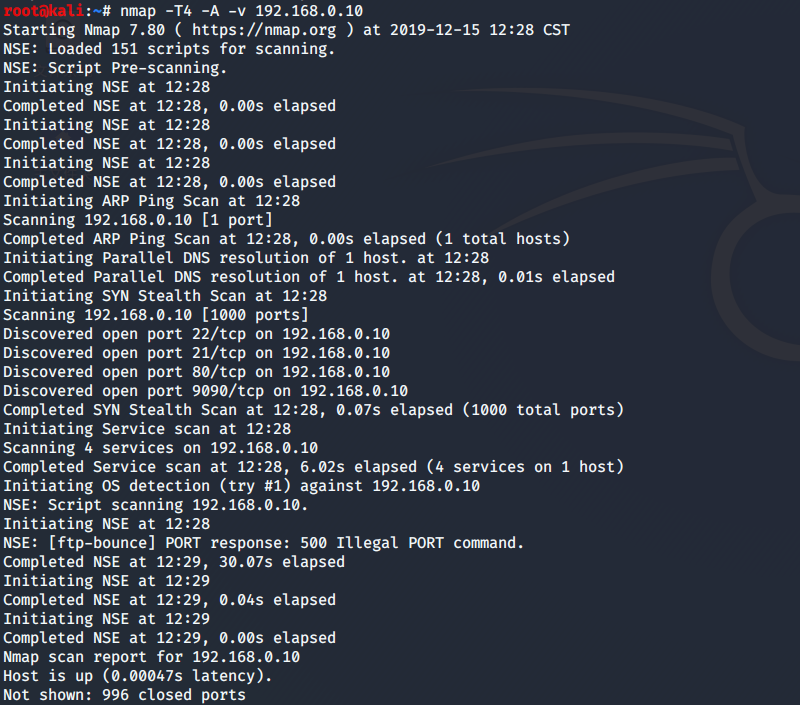 root@kali:~# nmap -T4 -A -v 192.168.0.10
Starting Nmap 7.80 ( https://nmap.org ) at 2019-12-15 12:28 CST
NSE: Loaded 151 scripts for scanning.
NSE: Script Pre-scanning.
Initiating NSE at 12:28
Completed NSE at 12:28, 0.00s elapsed
Initiating NSE at 12:28
Completed NSE at 12:28, 0.00s elapsed
Initiating NSE at 12:28
Completed NSE at 12:28, 0.00s elapsed
Initiating ARP Ping Scan at 12:28
Scanning 192.168.0.10 [1 port]
Completed ARP Ping Scan at 12:28, 0.00s elapsed (1 total hosts)
Initiating Parallel DNS resolution of 1 host. at 12:28
Completed Parallel DNS resolution of 1 host. at 12:28, 0.01s elapsed
Initiating SYN Stealth Scan at 12:28
Scanning 192.168.0.10 [1000 ports]
Discovered open port 22/tcp on 192.168.0.10
Discovered open port 21/tcp on 192.168.0.10
Discovered open port 80/tcp on 192.168.0.10
Discovered open port 9090/tcp on 192.168.0.10
Completed SYN Stealth Scan at 12:28, 0.07s elapsed (1000 total ports)
Initiating Service scan at 12:28
Scanning 4 services on 192.168.0.10
Completed Service scan at 12:28, 6.02s elapsed (4 services on 1 host)
Initiating OS detection (try #1) against 192.168.0.10
NSE: Script scanning 192.168.0.10.
Initiating NSE at 12:28
NSE: [ftp-bounce] PORT response: 500 Illegal PORT command.
Completed NSE at 12:29, 30.07s elapsed
Initiating NSE at 12:29
Completed NSE at 12:29, 0.04s elapsed
Initiating NSE at 12:29
Completed NSE at 12:29, 0.00s elapsed
Nmap scan report for 192.168.0.10
Host is up (0.00047s latency).
Not shown: 996 closed ports